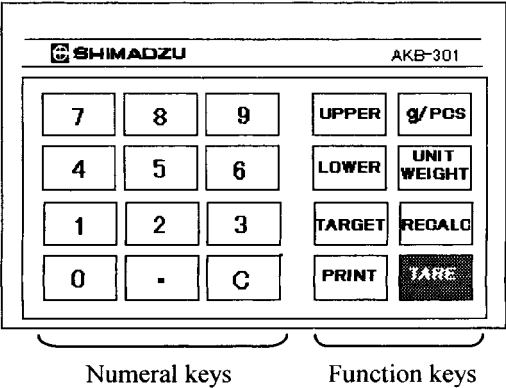 SHIMADZU AKB-301
7 8 9 UPPER g/PCS
4 5 6 LOWER UNIT WEIGHT
1 2 3 TARGET RECALC
0 . C PRINT TARE
Numeral keys Function keys